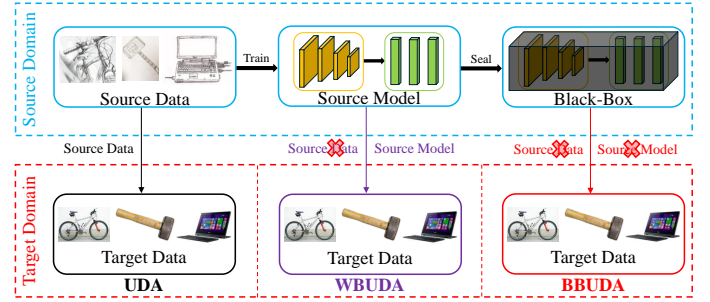 Source Domain
Train
Seal
Source Data
Source Model
Black-Box
Source Data
Source Data
Source Model
Source Data
Source Model
Target Domain
Target Data
Target Data
Target Data
UDA
WBUDA
BBUDA